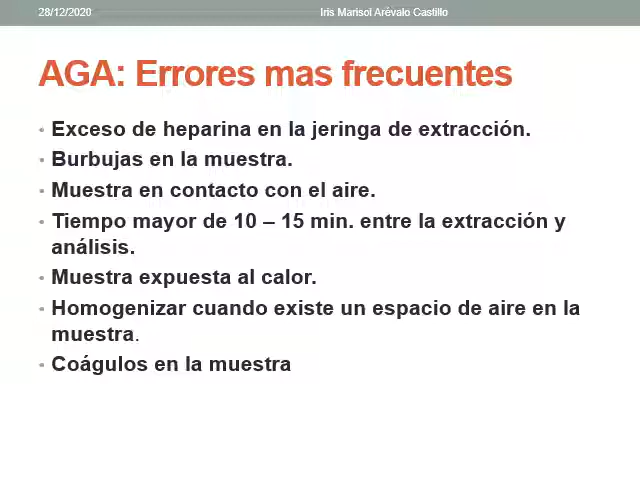 28/12/2020 Iris Marisol Arévalo Castillo
AGA: Errores mas frecuentes
• Exceso de heparina en la jeringa de extracción.
• Burbujas en la muestra.
• Muestra en contacto con el aire.
• Tiempo mayor de 10 – 15 min. entre la extracción y
análisis.
• Muestra expuesta al calor.
• Homogenizar cuando existe un espacio de aire en la
muestra.
• Coágulos en la muestra